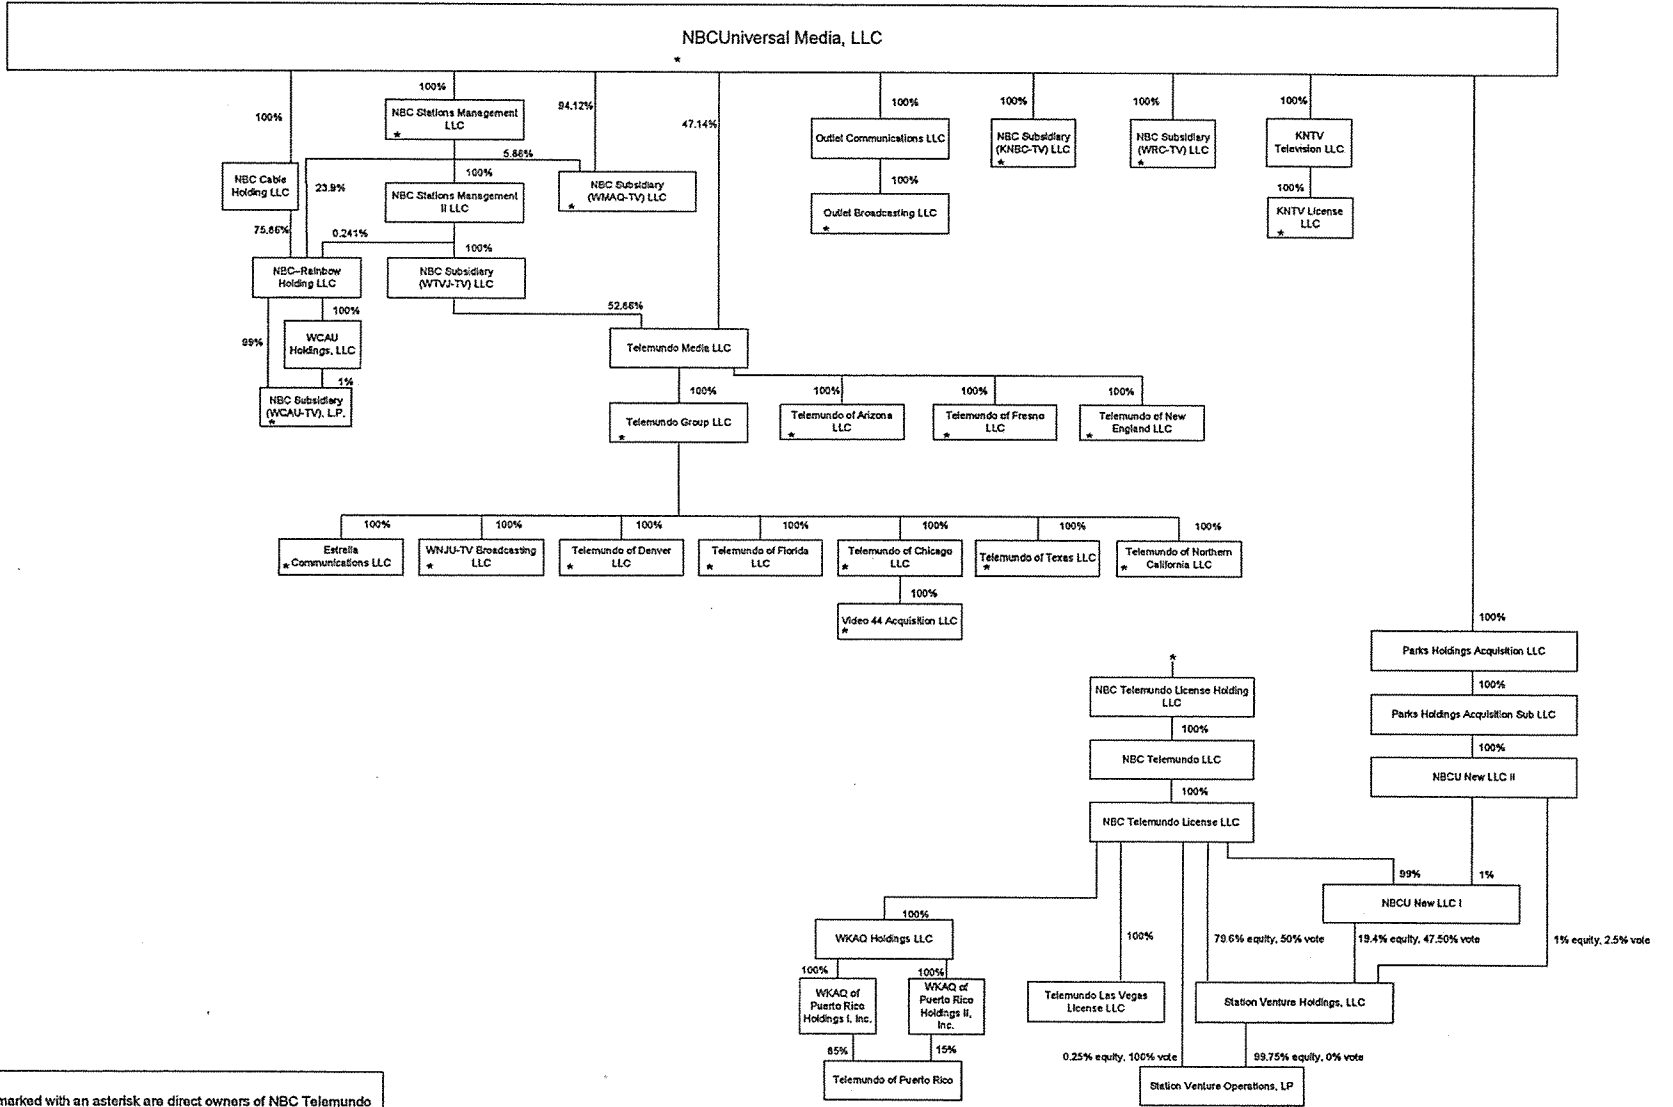 NBCUniversal Media, LLC
*
100%
100%
94.12%
47.14%
100%
100%
100%
100%
NBC Stations Management
LLC
*
Outlet Communications LLC
NBC Subsidiary
(KNBC-TV) LLC
*
NBC Subsidiary
(WRC-TV) LLC
*
KNTV
Television LLC
5.88%
100%
100%
100%
NBC Cable
Holding LLC
23.9%
NBC Stations Management
II LLC
NBC Subsidiary
(WMAQ-TV) LLC
*
Outlet Broadcasting LLC
*
KNTV License
LLC
*
75.86%
0.241%
100%
NBC-Rainbow
Holding LLC
NBC Subsidiary
(WTVJ-TV) LLC
52.86%
100%
99%
WCAU
Holdings, LLC
1%
NBC Subsidiary
(WCAU-TV), L.P.
*
Telemundo Media LLC
100%
100%
100%
100%
Telemundo Group LLC
*
Telemundo of Arizona
LLC
*
Telemundo of Fresno
LLC
*
Telemundo of New
England LLC
*
100%
100%
100%
100%
100%
100%
100%
Estrella
* Communications LLC
WNJU-TV Broadcasting
LLC
*
Telemundo of Denver
LLC
*
Telemundo of Florida
LLC
*
Telemundo of Chicago
LLC
*
Telemundo of Texas LLC
*
Telemundo of Northern
California LLC
*
100%
Video 44 Acquisition LLC
*
100%
Parks Holdings Acquisition LLC
100%
Parks Holdings Acquisition Sub LLC
100%
NBCU New LLC II
*
NBC Telemundo License Holding
LLC
100%
NBC Telemundo LLC
100%
NBC Telemundo License LLC
99%
1%
NBCU New LLC I
100%
WKAQ Holdings LLC
100%
79.6% equity, 50% vote
19.4% equity, 47.50% vote
1% equity, 2.5% vote
100%
100%
WKAQ of
Puerto Rico
Holdings I, Inc.
WKAQ of
Puerto Rico
Holdings II,
Inc.
Telemundo Las Vegas
License LLC
Station Venture Holdings, LLC
85%
15%
0.25% equity, 100% vote
99.75% equity, 0% vote
Telemundo of Puerto Rico
Station Venture Operations, LP
marked with an asterisk are direct owners of NBC Telemundo